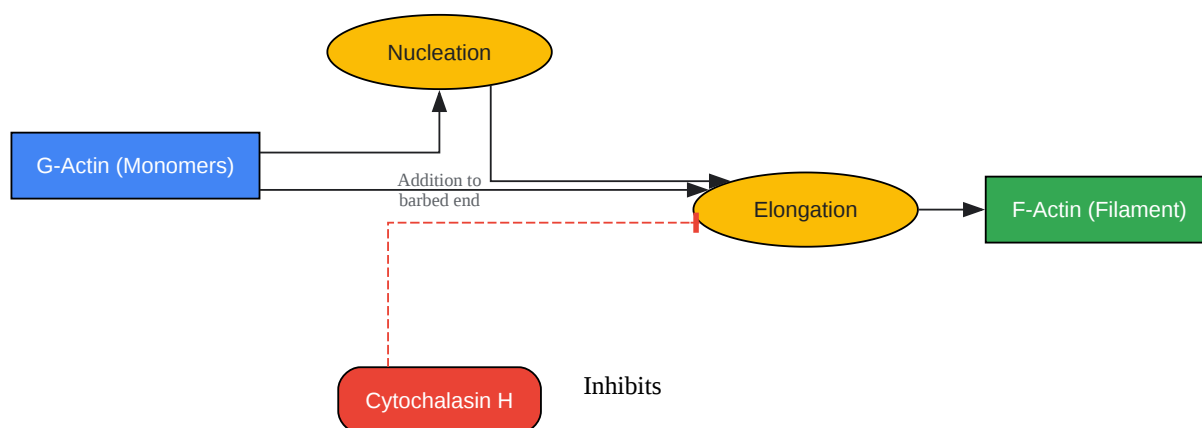 Nucleation
G-Actin (Monomers)
Addition to
barbed end
Elongation
F-Actin (Filament)
Inhibits
Cytochalasin H